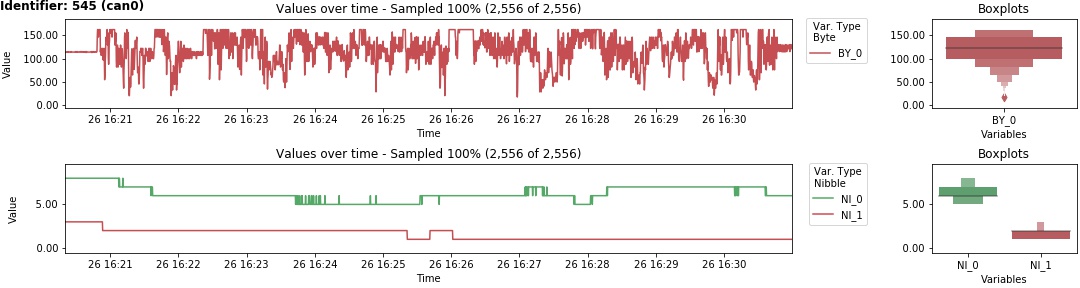 Identifier: 545 (can0)
Values over time - Sampled 100% (2,556 of 2,556)
Value
150.00
100.00
50.00
0.00
26 16:21 26 16:22 26 16:23 26 16:24 26 16:25 26 16:26 26 16:27 26 16:28 26 16:29 26 16:30
Time
Var. Type
Byte
BY_0
Boxplots
150.00
100.00
50.00
0.00
BY_0
Variables
Values over time - Sampled 100% (2,556 of 2,556)
Value
5.00
0.00
26 16:21 26 16:22 26 16:23 26 16:24 26 16:25 26 16:26 26 16:27 26 16:28 26 16:29 26 16:30
Time
Var. Type
Nibble
NI_0
NI_1
Boxplots
5.00
0.00
NI_0 NI_1
Variables